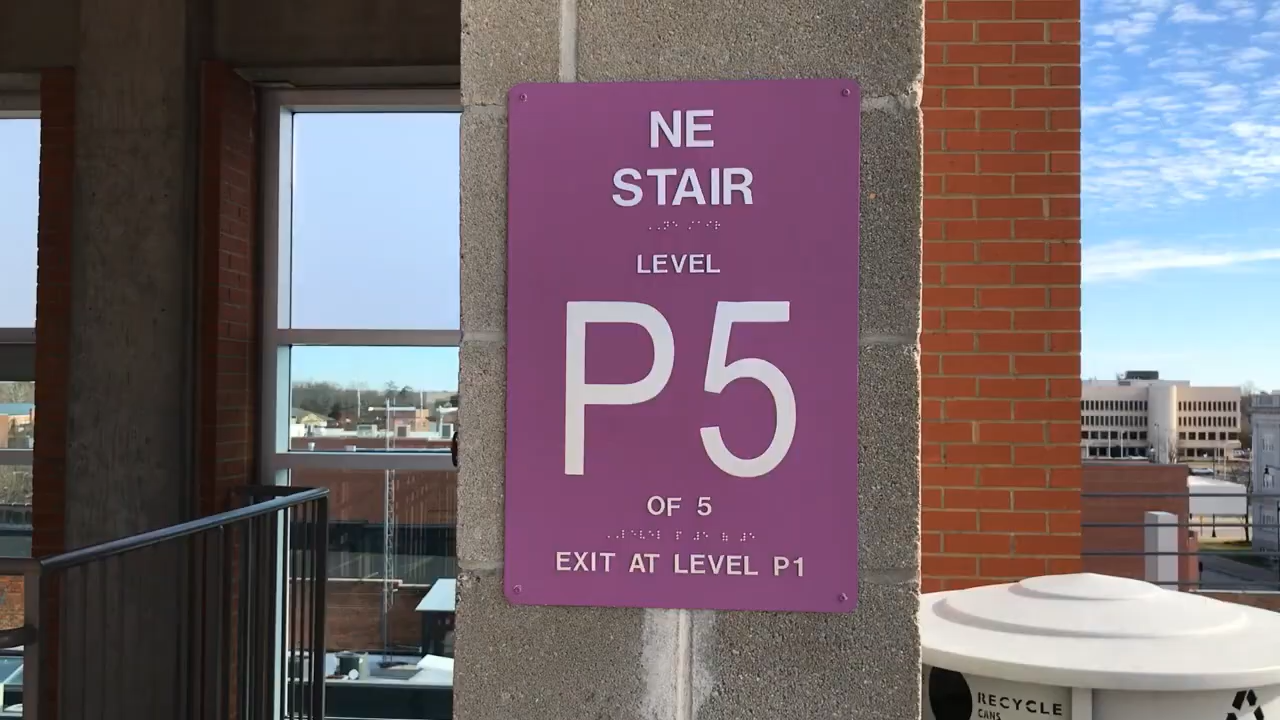 NE
STAIR
LEVEL
P5
OF 5
EXIT AT LEVEL P1
RECYCLE
CANS